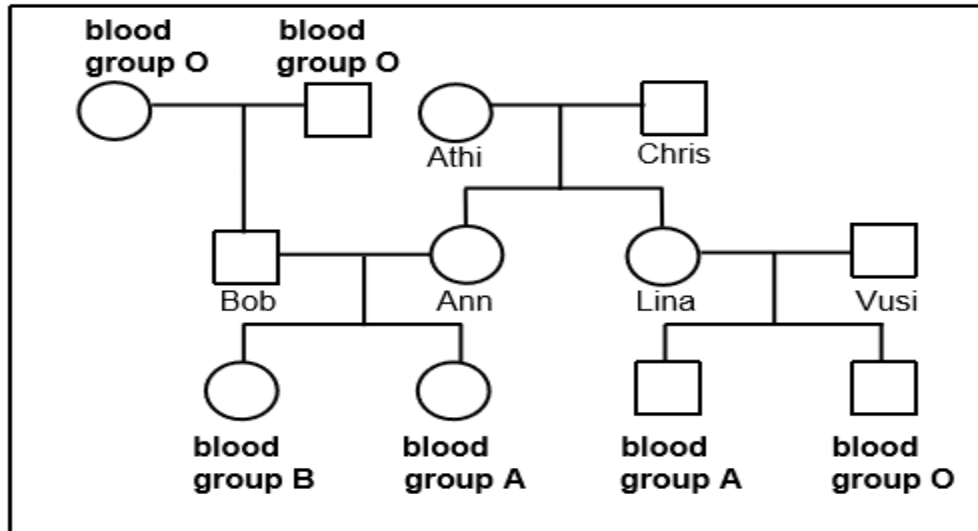 blood
group O
blood
group O
Athi
Chris
Bob
Ann
Lina
Vusi
blood
group B
blood
group A
blood
group A
blood
group O